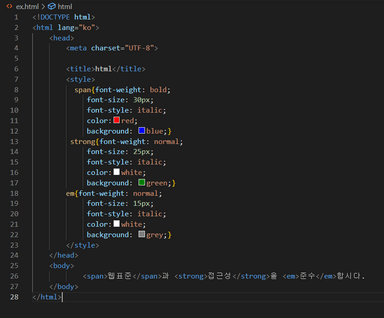 ex.html > html
1 <!DOCTYPE html>
2 <html lang="ko">
3 <head>
4 <meta charset="UTF-8">
5
6 <title>html</title>
7 <style>
8 span{font-weight: bold;
9 font-size: 30px;
10 font-style: italic;
11 color: red;
12 background: blue;}
13 strong{font-weight: normal;
14 font-size: 25px;
15 font-style: italic;
16 color: white;
17 background: green;}
18 em{font-weight: normal;
19 font-size: 15px;
20 font-style: italic;
21 color: white;
22 background: grey;}
23 </style>
24 </head>
25 <body>
26 <span>웹표준</span>과 <strong>접근성</strong>을 <em>준수</em>합시다.
27 </body>
28 </html>